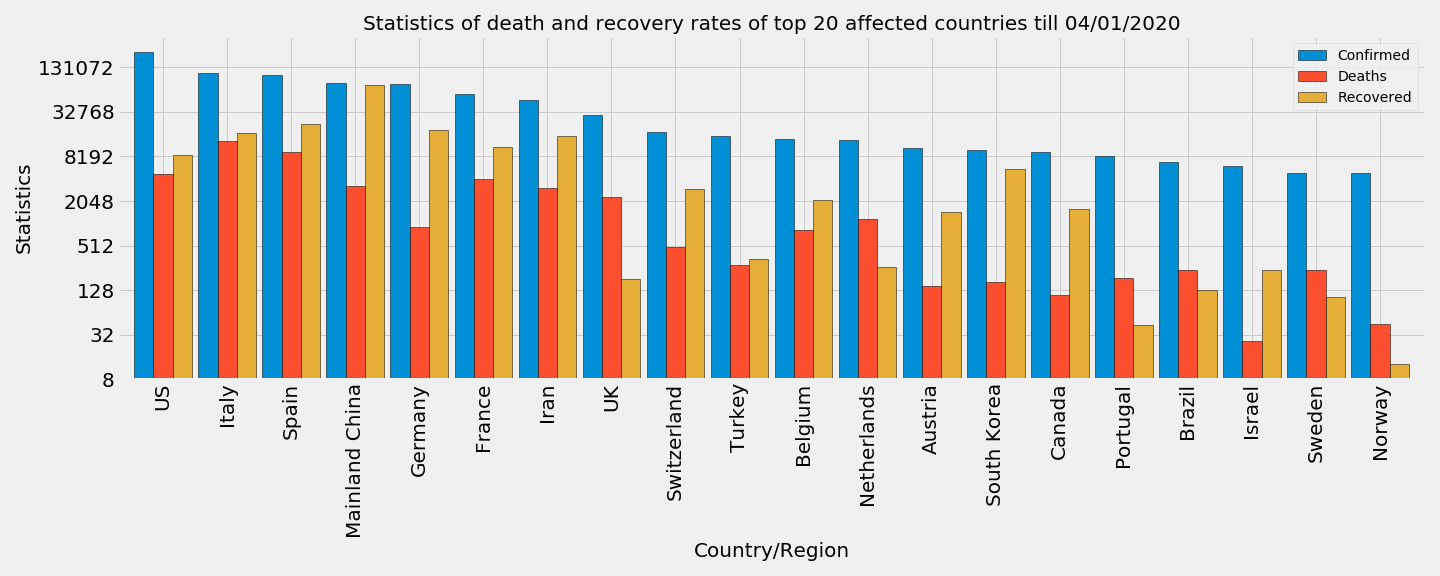 Statistics of death and recovery rates of top 20 affected countries till 04/01/2020
Confirmed
Deaths
Recovered
Statistics
131072
32768
8192
2048
512
128
32
8
US
Italy
Spain
Mainland China
Germany
France
Iran
UK
Switzerland
Turkey
Belgium
Netherlands
Austria
South Korea
Canada
Portugal
Brazil
Israel
Sweden
Norway
Country/Region